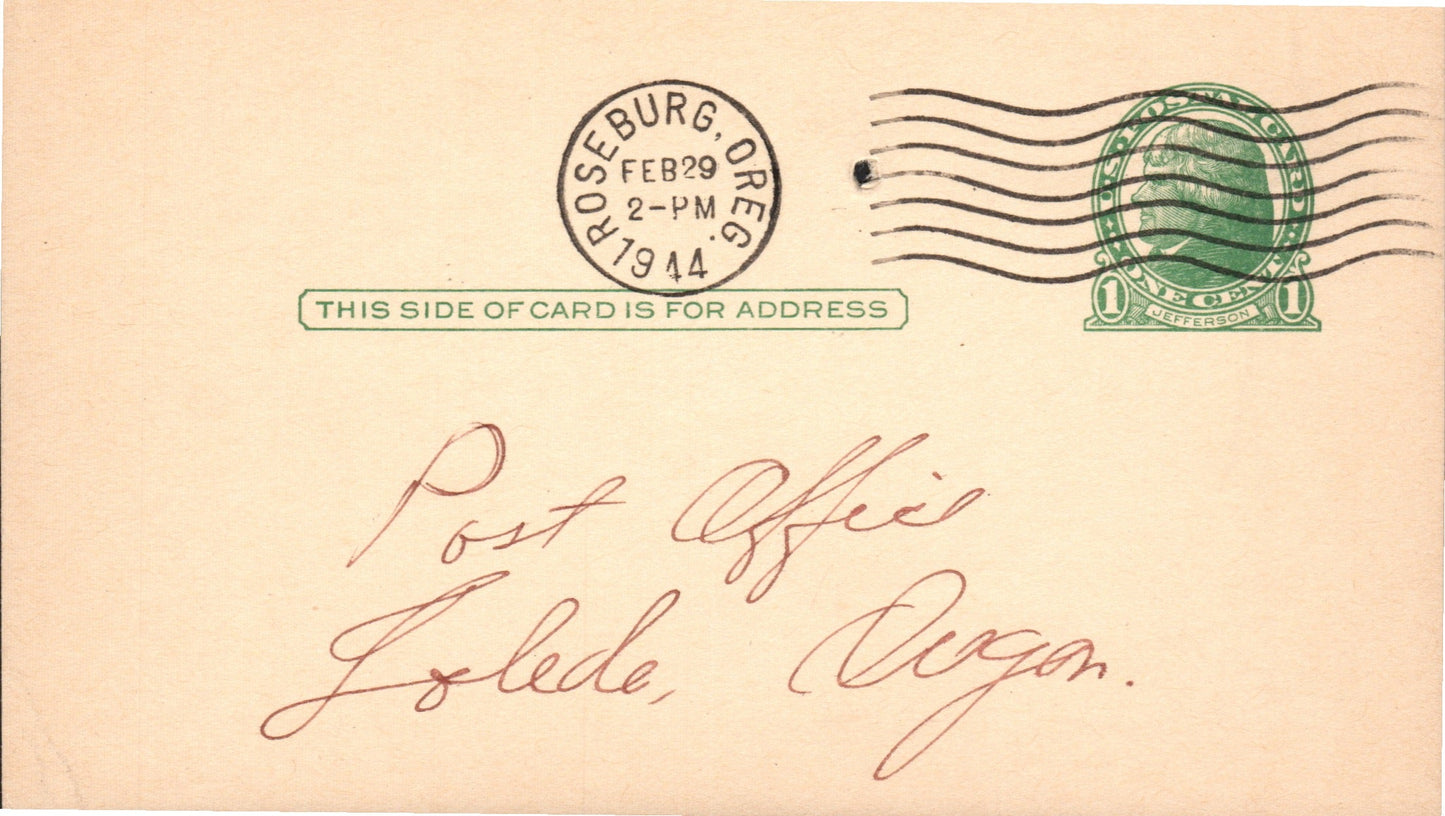 ROSEBURG, OREG.
FEB 29
2-PM
1944
U·S·POSTAL CARD
ONE CENT
1 JEFFERSON 1
THIS SIDE OF CARD IS FOR ADDRESS
Post Office
Toledo, Oregon.